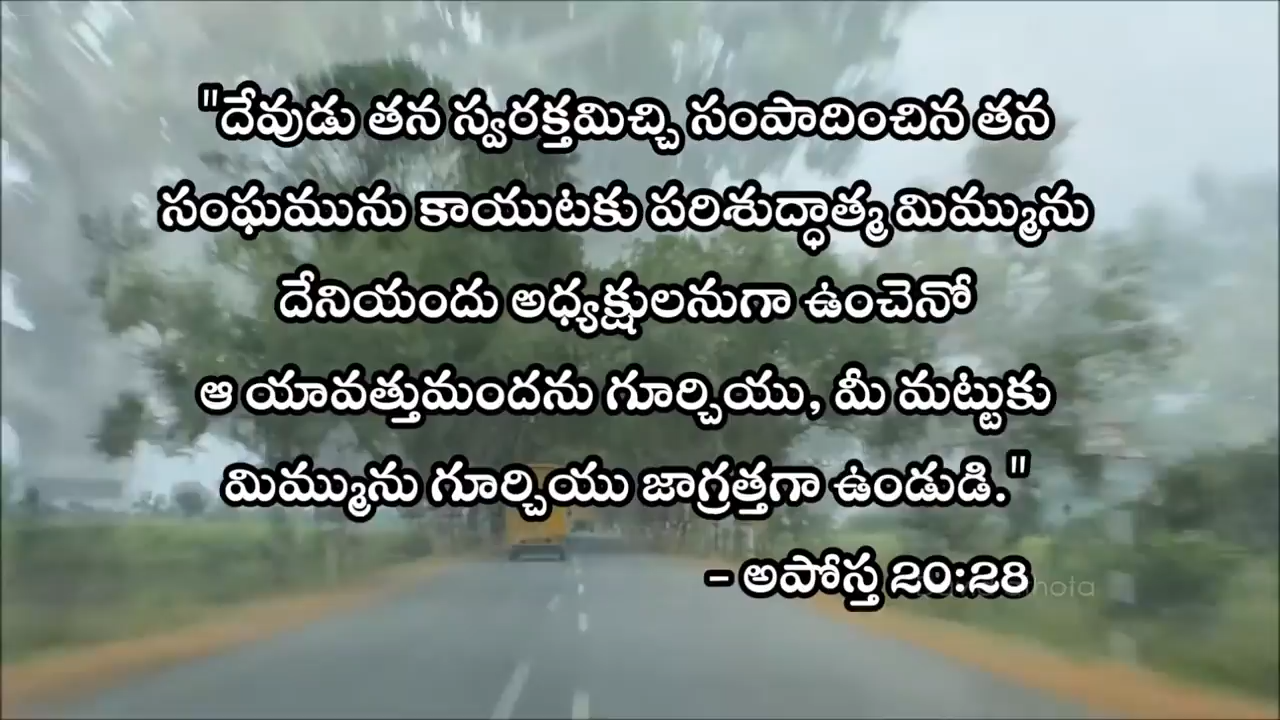 "దేవుడు తన స్వరక్తమిచ్చి సంపాదించిన తన
సంఘమును కాయుటకు పరిశుద్ధాత్మ మిమ్మును
దేనియందు అధ్యక్షులనుగా ఉంచెనో
ఆ యావత్తుమందను గూర్చియు, మీ మట్టుకు
మిమ్మును గూర్చియు జాగ్రత్తగా ఉండుడి."
- అపోస్త 20:28